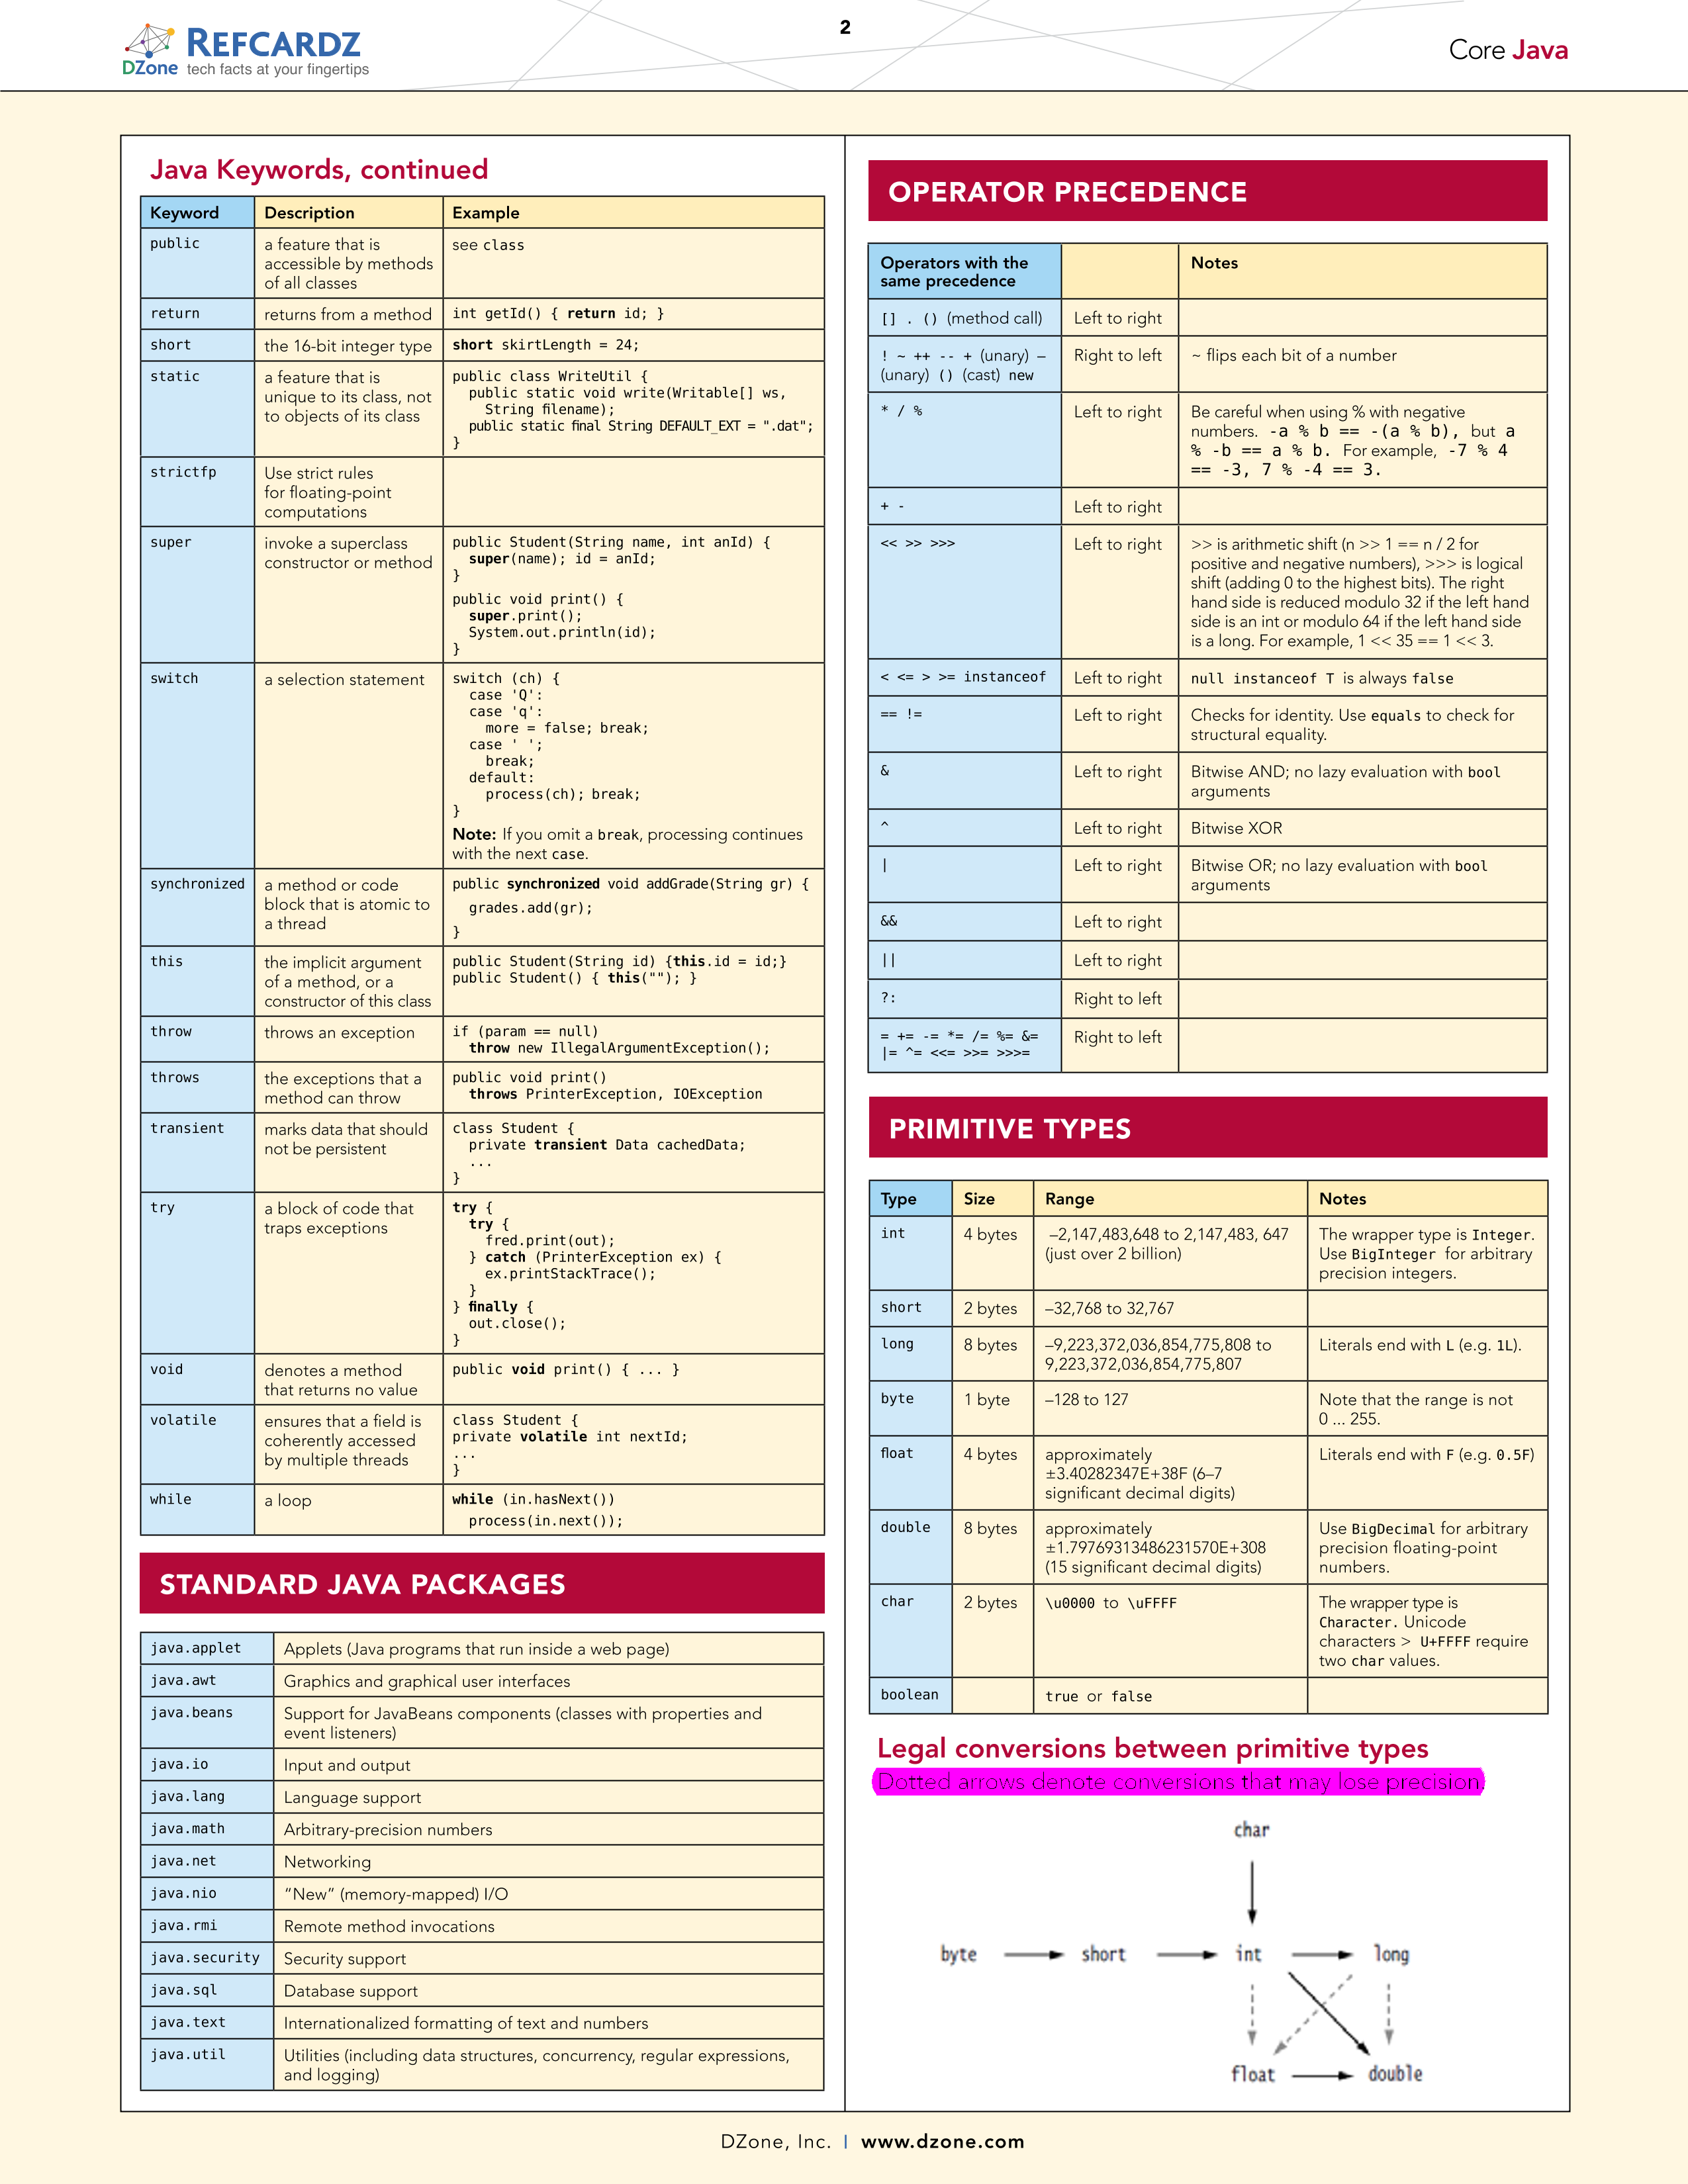 REFCARDZ
DZone tech facts at your fingertips
2
Core Java
Java Keywords, continued
Keyword Description Example
public a feature that is see class
accessible by methods
of all classes
return returns from a method int getId() { return id; }
short the 16-bit integer type short skirtLength = 24;
static a feature that is public class WriteUtil {
unique to its class, not public static void write(Writable[] ws,
to objects of its class String filename);
public static final String DEFAULT_EXT = ".dat";
}
strictfp Use strict rules
for floating-point
computations
super invoke a superclass public Student(String name, int anId) {
constructor or method super(name); id = anId;
}
public void print() {
super.print();
System.out.println(id);
}
switch a selection statement switch (ch) {
case 'Q':
case 'q':
more = false; break;
case ' ';
break;
default:
process(ch); break;
}
Note: If you omit a break, processing continues
with the next case.
synchronized a method or code public synchronized void addGrade(String gr) {
block that is atomic to grades.add(gr);
a thread }
this the implicit argument public Student(String id) {this.id = id;}
of a method, or a public Student() { this(""); }
constructor of this class
throw throws an exception if (param == null)
throw new IllegalArgumentException();
throws the exceptions that a public void print()
method can throw throws PrinterException, IOException
transient marks data that should class Student {
not be persistent private transient Data cachedData;
...
}
try a block of code that try {
traps exceptions try {
fred.print(out);
} catch (PrinterException ex) {
ex.printStackTrace();
}
} finally {
out.close();
}
void denotes a method public void print() { ... }
that returns no value
volatile ensures that a field is class Student {
coherently accessed private volatile int nextId;
by multiple threads ...
}
while a loop while (in.hasNext())
process(in.next());
STANDARD JAVA PACKAGES
java.applet Applets (Java programs that run inside a web page)
java.awt Graphics and graphical user interfaces
java.beans Support for JavaBeans components (classes with properties and
event listeners)
java.io Input and output
java.lang Language support
java.math Arbitrary-precision numbers
java.net Networking
java.nio “New” (memory-mapped) I/O
java.rmi Remote method invocations
java.security Security support
java.sql Database support
java.text Internationalized formatting of text and numbers
java.util Utilities (including data structures, concurrency, regular expressions,
and logging)
OPERATOR PRECEDENCE
Operators with the Notes
same precedence
[] . () (method call) Left to right
! ~ ++ -- + (unary) – Right to left ~ flips each bit of a number
(unary) () (cast) new
* / % Left to right Be careful when using % with negative
numbers. -a % b == -(a % b), but a
% -b == a % b. For example, -7 % 4
== -3, 7 % -4 == 3.
+ - Left to right
<< >> >>> Left to right >> is arithmetic shift (n >> 1 == n / 2 for
positive and negative numbers), >>> is logical
shift (adding 0 to the highest bits). The right
hand side is reduced modulo 32 if the left hand
side is an int or modulo 64 if the left hand side
is a long. For example, 1 << 35 == 1 << 3.
< <= > >= instanceof Left to right null instanceof T is always false
== != Left to right Checks for identity. Use equals to check for
structural equality.
& Left to right Bitwise AND; no lazy evaluation with bool
arguments
^ Left to right Bitwise XOR
| Left to right Bitwise OR; no lazy evaluation with bool
arguments
&& Left to right
|| Left to right
?: Right to left
= += -= *= /= %= &= Right to left
|= ^= <<= >>= >>>=
PRIMITIVE TYPES
Type Size Range Notes
int 4 bytes –2,147,483,648 to 2,147,483, 647 The wrapper type is Integer.
(just over 2 billion) Use BigInteger for arbitrary
precision integers.
short 2 bytes –32,768 to 32,767
long 8 bytes –9,223,372,036,854,775,808 to Literals end with L (e.g. 1L).
9,223,372,036,854,775,807
byte 1 byte –128 to 127 Note that the range is not
0 ... 255.
float 4 bytes approximately Literals end with F (e.g. 0.5F)
±3.40282347E+38F (6–7
significant decimal digits)
double 8 bytes approximately Use BigDecimal for arbitrary
±1.79769313486231570E+308 precision floating-point
(15 significant decimal digits) numbers.
char 2 bytes \u0000 to \uFFFF The wrapper type is
Character. Unicode
characters > U+FFFF require
two char values.
boolean true or false
Legal conversions between primitive types
Dotted arrows denote conversions that may lose precision.
char
byte short int long
float double
DZone, Inc. | www.dzone.com